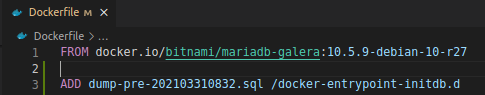 Dockerfile M
Dockerfile > ...
1 FROM docker.io/bitnami/mariadb-galera:10.5.9-debian-10-r27
2
3 ADD dump-pre-202103310832.sql /docker-entrypoint-initdb.d